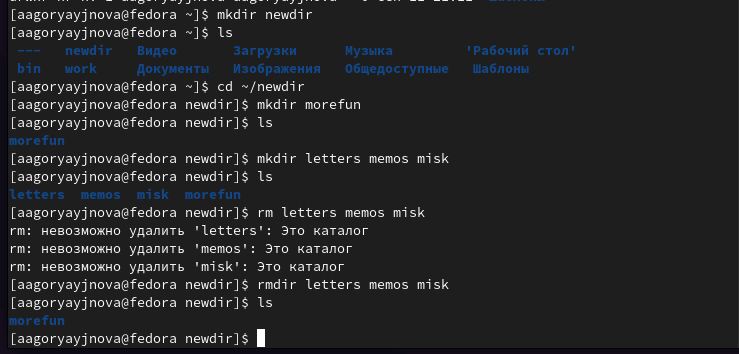 [aagoryayjnova@fedora ~]$ mkdir newdir
[aagoryayjnova@fedora ~]$ ls
---   newdir   Видео      Загрузки      Музыка         'Рабочий стол'
bin   work     Документы   Изображения   Общедоступные   Шаблоны
[aagoryayjnova@fedora ~]$ cd ~/newdir
[aagoryayjnova@fedora newdir]$ mkdir morefun
[aagoryayjnova@fedora newdir]$ ls
morefun
[aagoryayjnova@fedora newdir]$ mkdir letters memos misk
[aagoryayjnova@fedora newdir]$ ls
letters  memos  misk  morefun
[aagoryayjnova@fedora newdir]$ rm letters memos misk
rm: невозможно удалить 'letters': Это каталог
rm: невозможно удалить 'memos': Это каталог
rm: невозможно удалить 'misk': Это каталог
[aagoryayjnova@fedora newdir]$ rmdir letters memos misk
[aagoryayjnova@fedora newdir]$ ls
morefun
[aagoryayjnova@fedora newdir]$